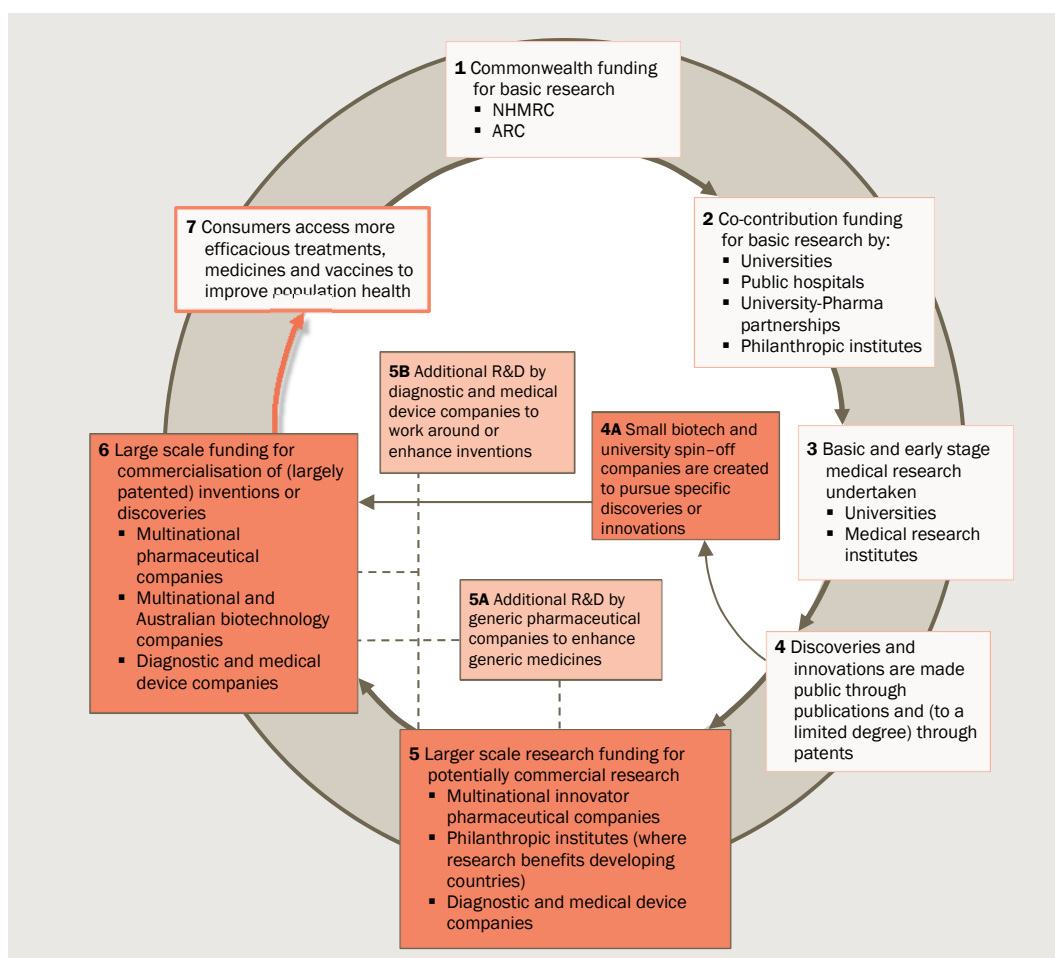 1 Commonwealth funding
for basic research
▪ NHMRC
▪ ARC
2 Co-contribution funding
for basic research by:
▪ Universities
▪ Public hospitals
▪ University-Pharma
partnerships
▪ Philanthropic institutes
3 Basic and early stage
medical research
undertaken
▪ Universities
▪ Medical research
institutes
4 Discoveries and
innovations are made
public through
publications and (to a
limited degree) through
patents
4A Small biotech and
university spin–off
companies are created
to pursue specific
discoveries or
innovations
5 Larger scale research funding for
potentially commercial research
▪ Multinational innovator
pharmaceutical companies
▪ Philanthropic institutes (where
research benefits developing
countries)
▪ Diagnostic and medical device
companies
5A Additional R&D by
generic pharmaceutical
companies to enhance
generic medicines
5B Additional R&D by
diagnostic and medical
device companies to
work around or
enhance inventions
6 Large scale funding for
commercialisation of (largely
patented) inventions or
discoveries
▪ Multinational
pharmaceutical
companies
▪ Multinational and
Australian biotechnology
companies
▪ Diagnostic and medical
device companies
7 Consumers access more
efficacious treatments,
medicines and vaccines to
improve population health